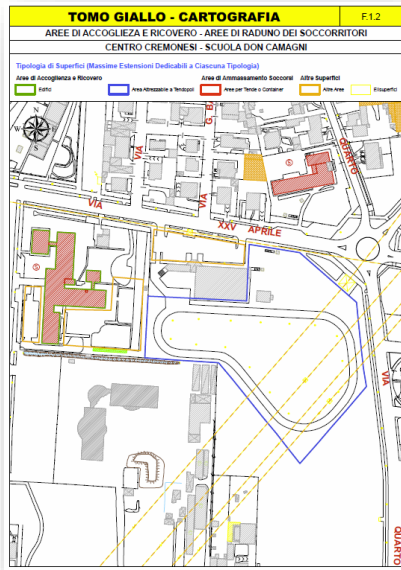 TOMO GIALLO - CARTOGRAFIA
F.1.2
AREE DI ACCOGLIEZA E RICOVERO - AREE DI RADUNO DEI SOCCORRITORI
CENTRO CREMONESI - SCUOLA DON CAMAGNI
Tipologia di Superfici (Massime Estensioni Dedicabili a Ciascuna Tipologia)
Aree di Accoglienza e Ricovero
Aree di Ammassamento Soccorsi
Altre Superfici
Edifici
Area Attrezzabile a Tendopoli
Aree per Tende o Container
Altre Aree
Elisuperfici
VIA
G. B.
QUARTO
S
VIA
VIA
XXV APRILE
S
VIA
QUARTO